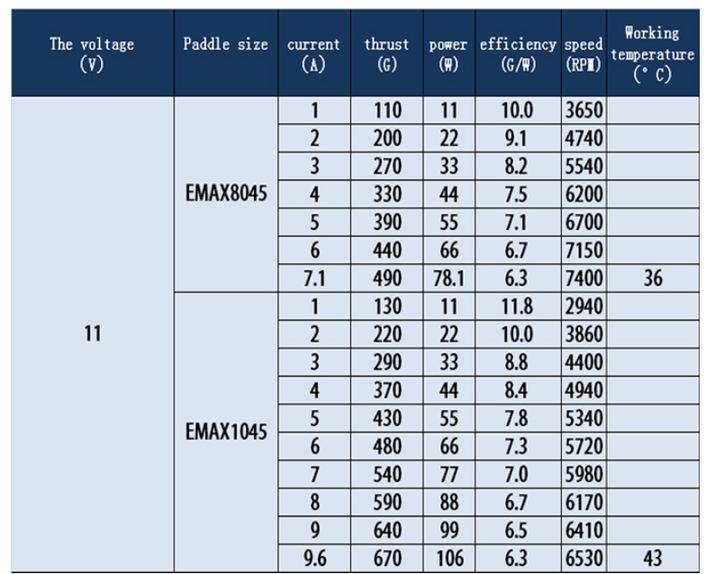 The voltage (V) Paddle size current (A) thrust (G) power (W) efficiency (G/W) speed (RPM) Working temperature (° C)
11
EMAX8045
1 110 11 10.0 3650
2 200 22 9.1 4740
3 270 33 8.2 5540
4 330 44 7.5 6200
5 390 55 7.1 6700
6 440 66 6.7 7150
7.1 490 78.1 6.3 7400 36
EMAX1045
1 130 11 11.8 2940
2 220 22 10.0 3860
3 290 33 8.8 4400
4 370 44 8.4 4940
5 430 55 7.8 5340
6 480 66 7.3 5720
7 540 77 7.0 5980
8 590 88 6.7 6170
9 640 99 6.5 6410
9.6 670 106 6.3 6530 43